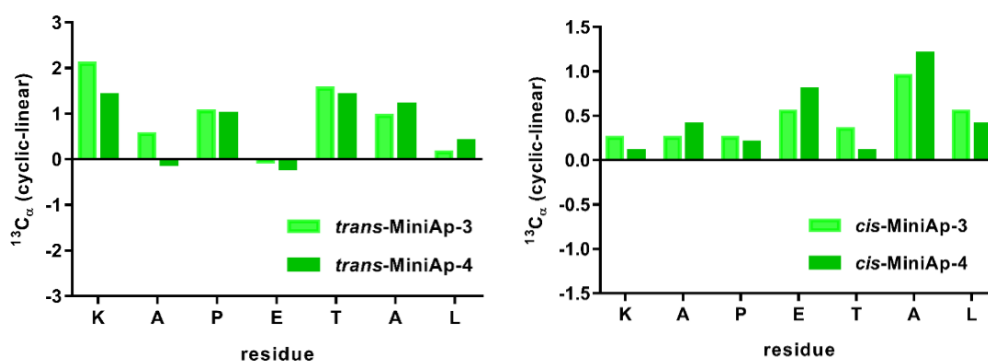 3
2
1
0
-1
-2
-3
¹³Cα (cyclic-linear)
trans-MiniAp-3
trans-MiniAp-4
K A P E T A L
residue
1.5
1.0
0.5
0.0
-0.5
-1.0
-1.5
¹³Cα (cyclic-linear)
cis-MiniAp-3
cis-MiniAp-4
K A P E T A L
residue